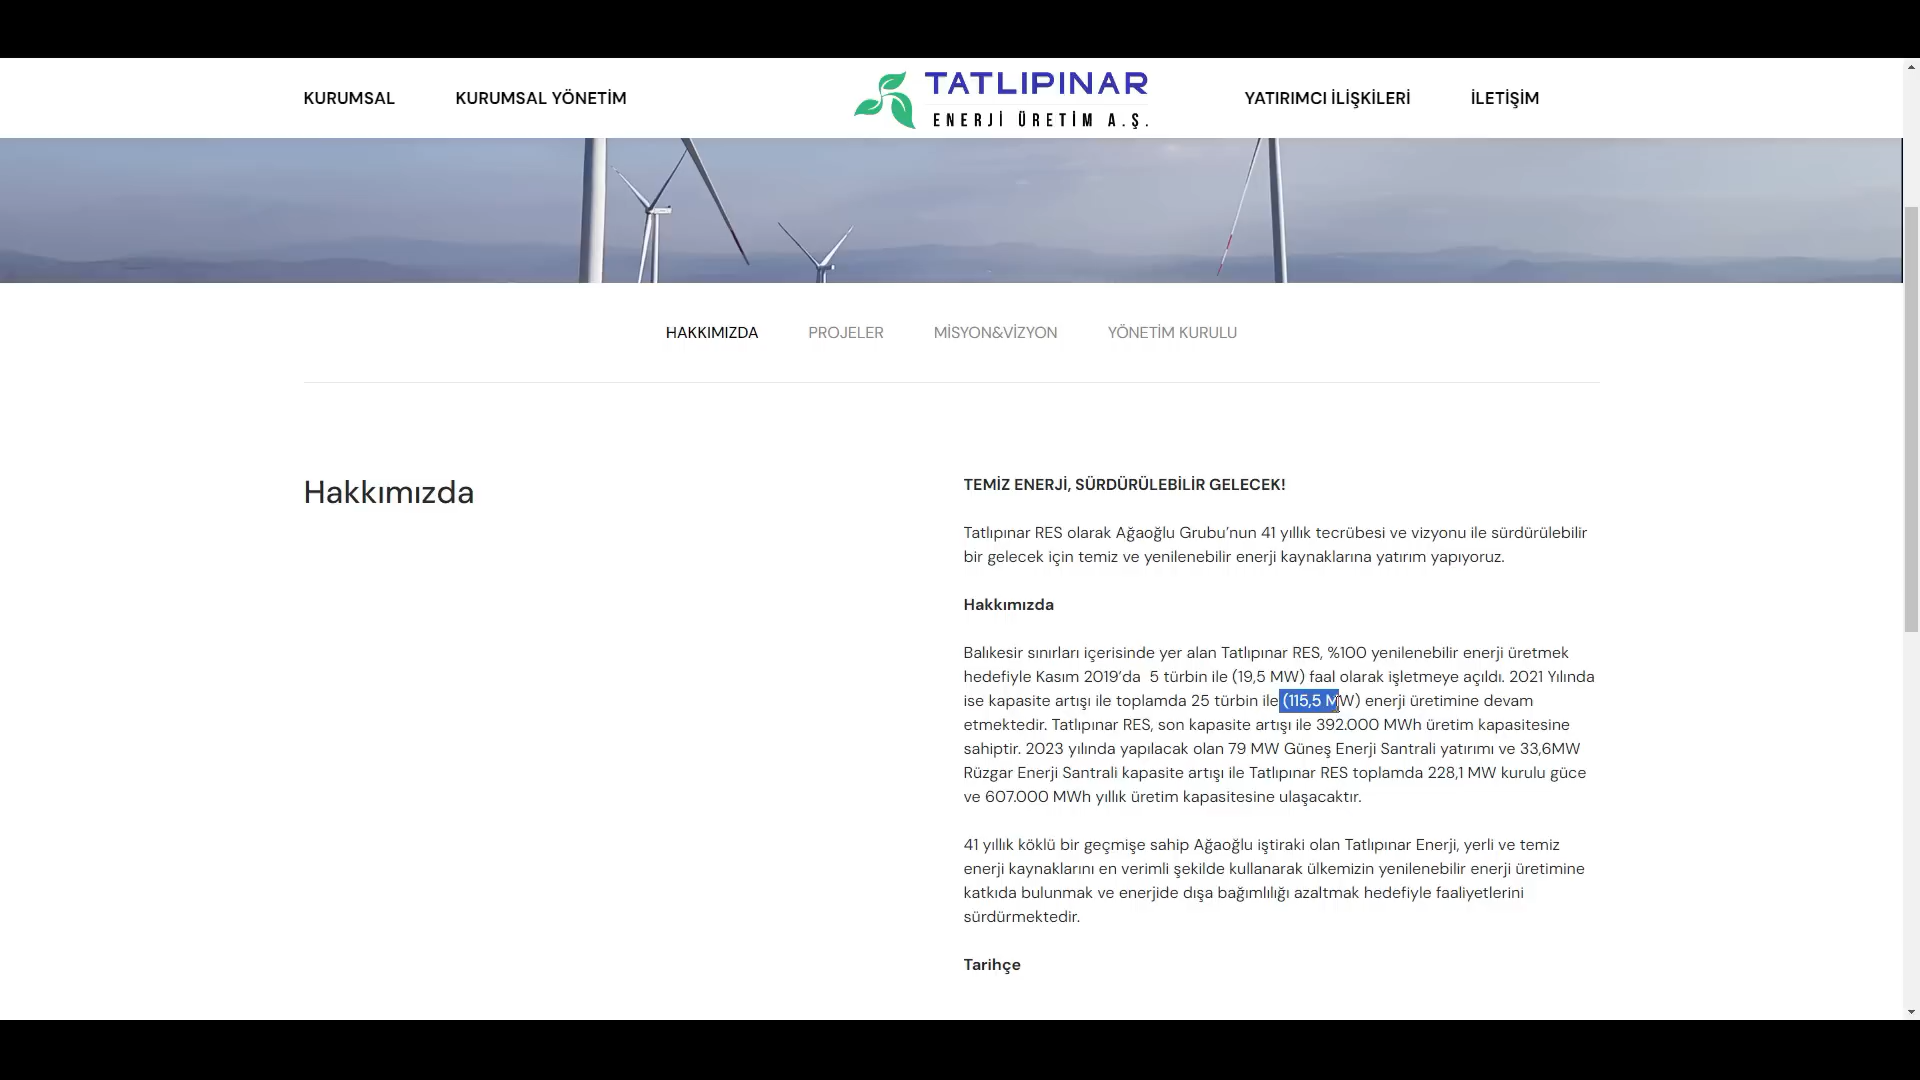 KURUMSAL
KURUMSAL YÖNETİM
TATLIPINAR
ENERJİ ÜRETİM A.Ş.
YATIRIMCI İLİŞKİLERİ
İLETİŞİM
HAKKIMIZDA
PROJELER
MİSYON&VİZYON
YÖNETİM KURULU
Hakkımızda
TEMİZ ENERJİ, SÜRDÜRÜLEBİLİR GELECEK!
Tatlıpınar RES olarak Ağaoğlu Grubu’nun 41 yıllık tecrübesi ve vizyonu ile sürdürülebilir
bir gelecek için temiz ve yenilenebilir enerji kaynaklarına yatırım yapıyoruz.
Hakkımızda
Balıkesir sınırları içerisinde yer alan Tatlıpınar RES, %100 yenilenebilir enerji üretmek
hedefiyle Kasım 2019’da 5 türbin ile (19,5 MW) faal olarak işletmeye açıldı. 2021 Yılında
ise kapasite artışı ile toplamda 25 türbin ile (115,5 MW) enerji üretimine devam
etmektedir. Tatlıpınar RES, son kapasite artışı ile 392.000 MWh üretim kapasitesine
sahiptir. 2023 yılında yapılacak olan 79 MW Güneş Enerji Santrali yatırımı ve 33,6MW
Rüzgar Enerji Santrali kapasite artışı ile Tatlıpınar RES toplamda 228,1 MW kurulu güce
ve 607.000 MWh yıllık üretim kapasitesine ulaşacaktır.
41 yıllık köklü bir geçmişe sahip Ağaoğlu iştiraki olan Tatlıpınar Enerji, yerli ve temiz
enerji kaynaklarını en verimli şekilde kullanarak ülkemizin yenilenebilir enerji üretimine
katkıda bulunmak ve enerjide dışa bağımlılığı azaltmak hedefiyle faaliyetlerini
sürdürmektedir.
Tarihçe